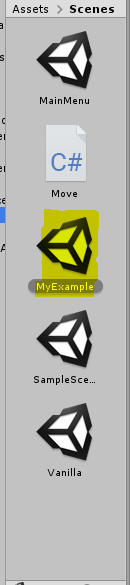 Assets > Scenes
MainMenu
C#
Move
MyExample
SampleSce...
Vanilla